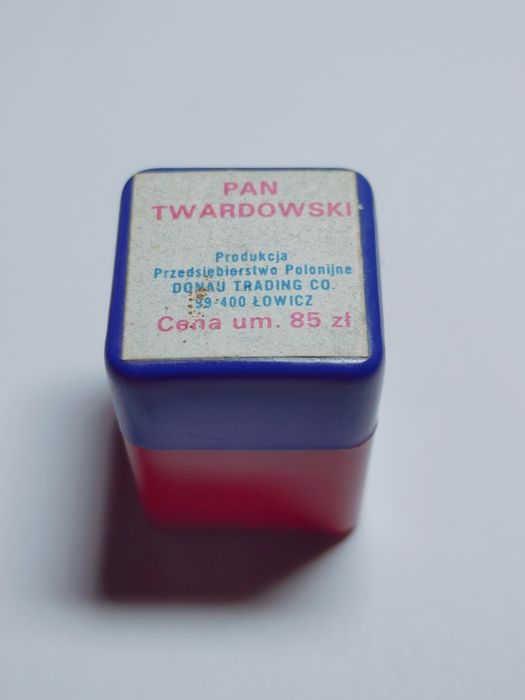 PAN
TWARDOWSKI
Produkcja
Przedsiębiorstwo Polonijne
DONAU TRADING CO.
99-400 ŁOWICZ
Cena um. 85 zł